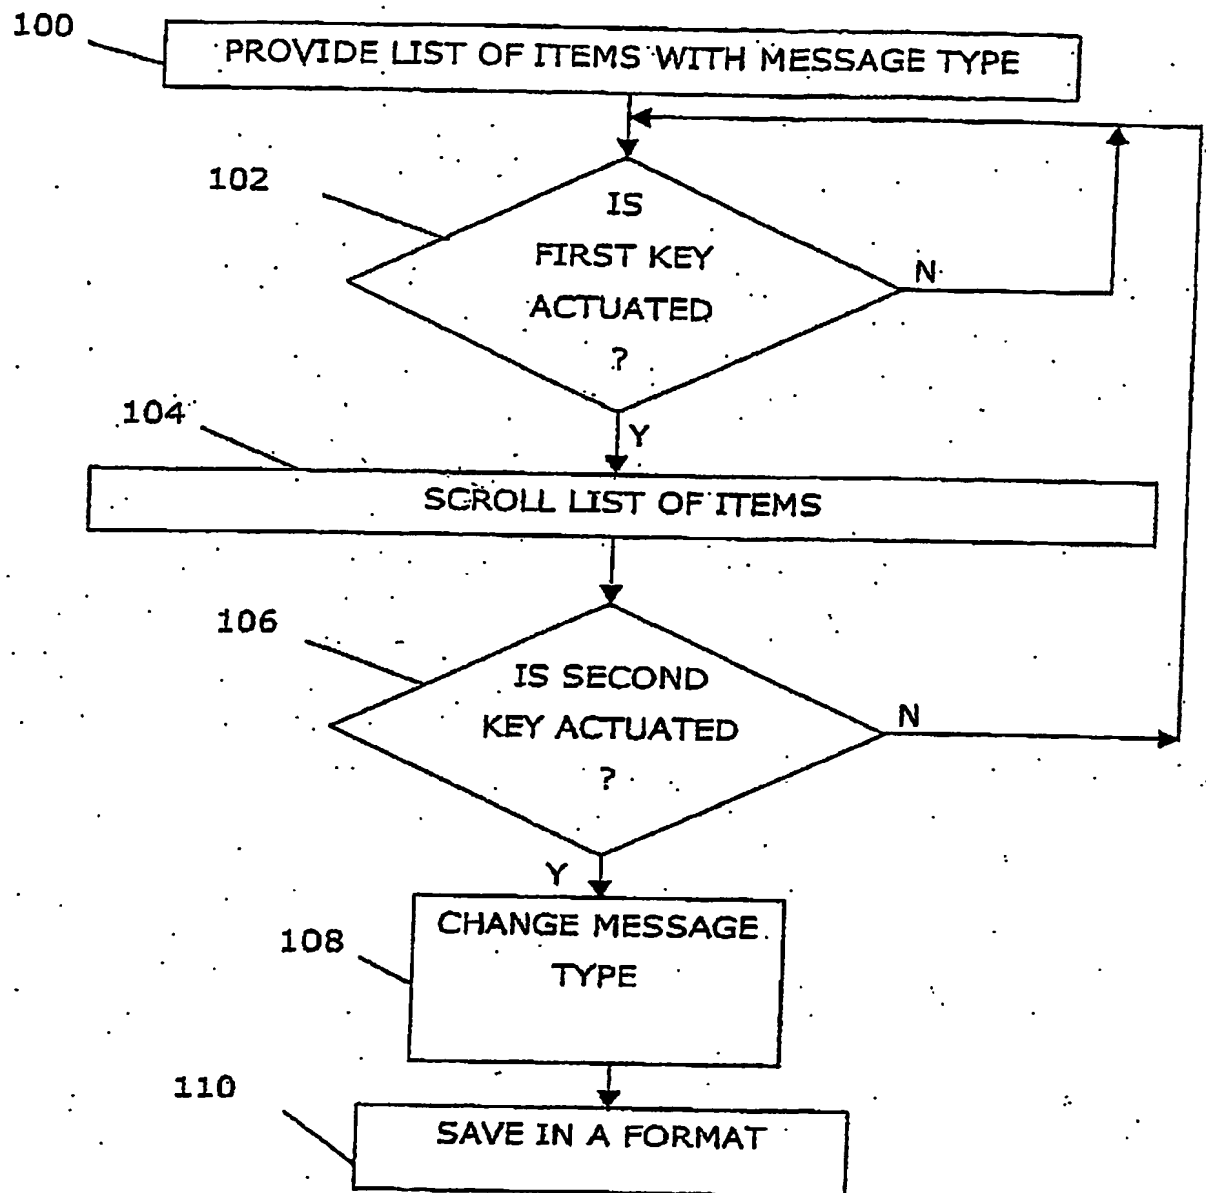 100
PROVIDE LIST OF ITEMS WITH MESSAGE TYPE
102
IS
FIRST KEY
ACTUATED
?
N
Y
104
SCROLL LIST OF ITEMS
106
IS SECOND
KEY ACTUATED
?
N
Y
108
CHANGE MESSAGE
TYPE
110
SAVE IN A FORMAT